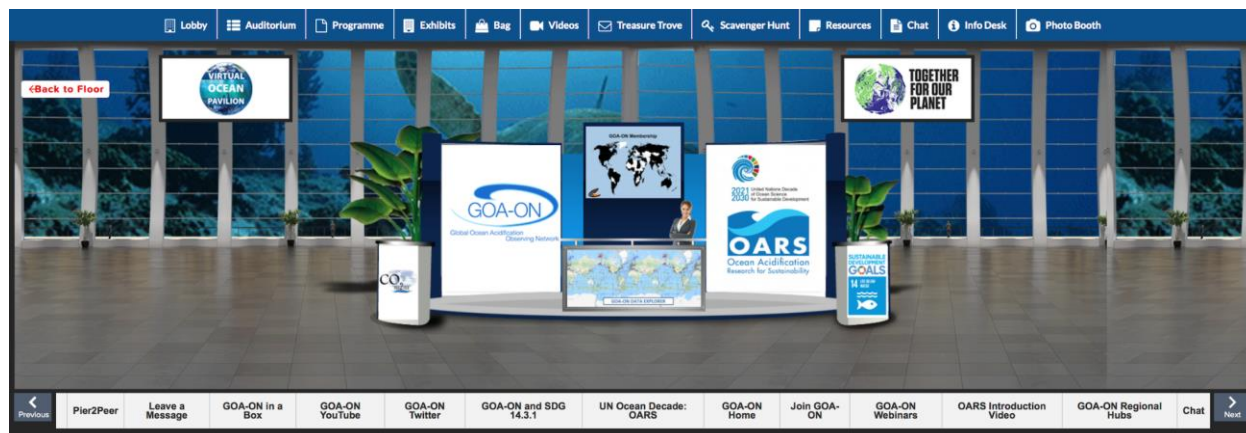 Lobby
Auditorium
Programme
Exhibits
Bag
Videos
Treasure Trove
Scavenger Hunt
Resources
Chat
Info Desk
Photo Booth
Back to Floor
VIRTUAL
OCEAN
PAVILION
TOGETHER
FOR OUR
PLANET
GOA-ON Membership
GOA-ON
Global Ocean Acidification
Observing Network
2021
2030
United Nations Decade
of Ocean Science
for Sustainable Development
OARS
Ocean Acidification
Research for Sustainability
GOA-ON DATA EXPLORER
SUSTAINABLE
DEVELOPMENT
GOALS
14 LIFE BELOW
WATER
Previous
Pier2Peer
Leave a
Message
GOA-ON in a
Box
GOA-ON
YouTube
GOA-ON
Twitter
GOA-ON and SDG
14.3.1
UN Ocean Decade:
OARS
GOA-ON
Home
Join GOA-
ON
GOA-ON
Webinars
OARS Introduction
Video
GOA-ON Regional
Hubs
Chat
Next